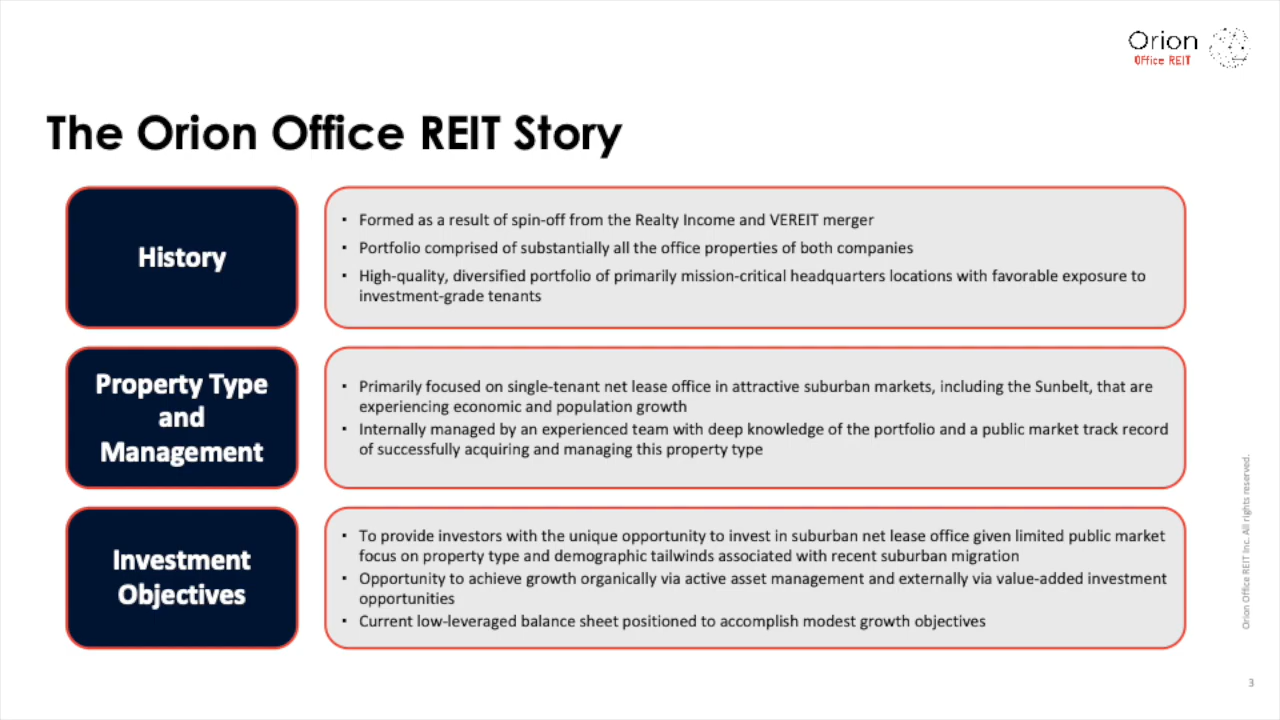 Orion
Office REIT
The Orion Office REIT Story
History
▪ Formed as a result of spin-off from the Realty Income and VEREIT merger
▪ Portfolio comprised of substantially all the office properties of both companies
▪ High-quality, diversified portfolio of primarily mission-critical headquarters locations with favorable exposure to
investment-grade tenants
Property Type
and
Management
▪ Primarily focused on single-tenant net lease office in attractive suburban markets, including the Sunbelt, that are
experiencing economic and population growth
▪ Internally managed by an experienced team with deep knowledge of the portfolio and a public market track record
of successfully acquiring and managing this property type
Investment
Objectives
▪ To provide investors with the unique opportunity to invest in suburban net lease office given limited public market
focus on property type and demographic tailwinds associated with recent suburban migration
▪ Opportunity to achieve growth organically via active asset management and externally via value-added investment
opportunities
▪ Current low-leveraged balance sheet positioned to accomplish modest growth objectives
Orion Office REIT Inc. All rights reserved.
3